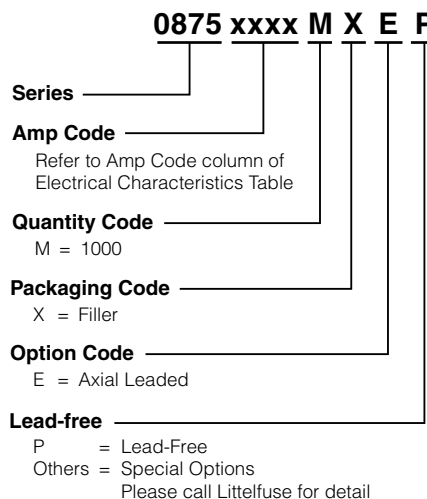 0875 xxxx M X E P
Series
Amp Code
Refer to Amp Code column of
Electrical Characteristics Table
Quantity Code
M = 1000
Packaging Code
X = Filler
Option Code
E = Axial Leaded
Lead-free
P = Lead-Free
Others = Special Options
Please call Littelfuse for detail